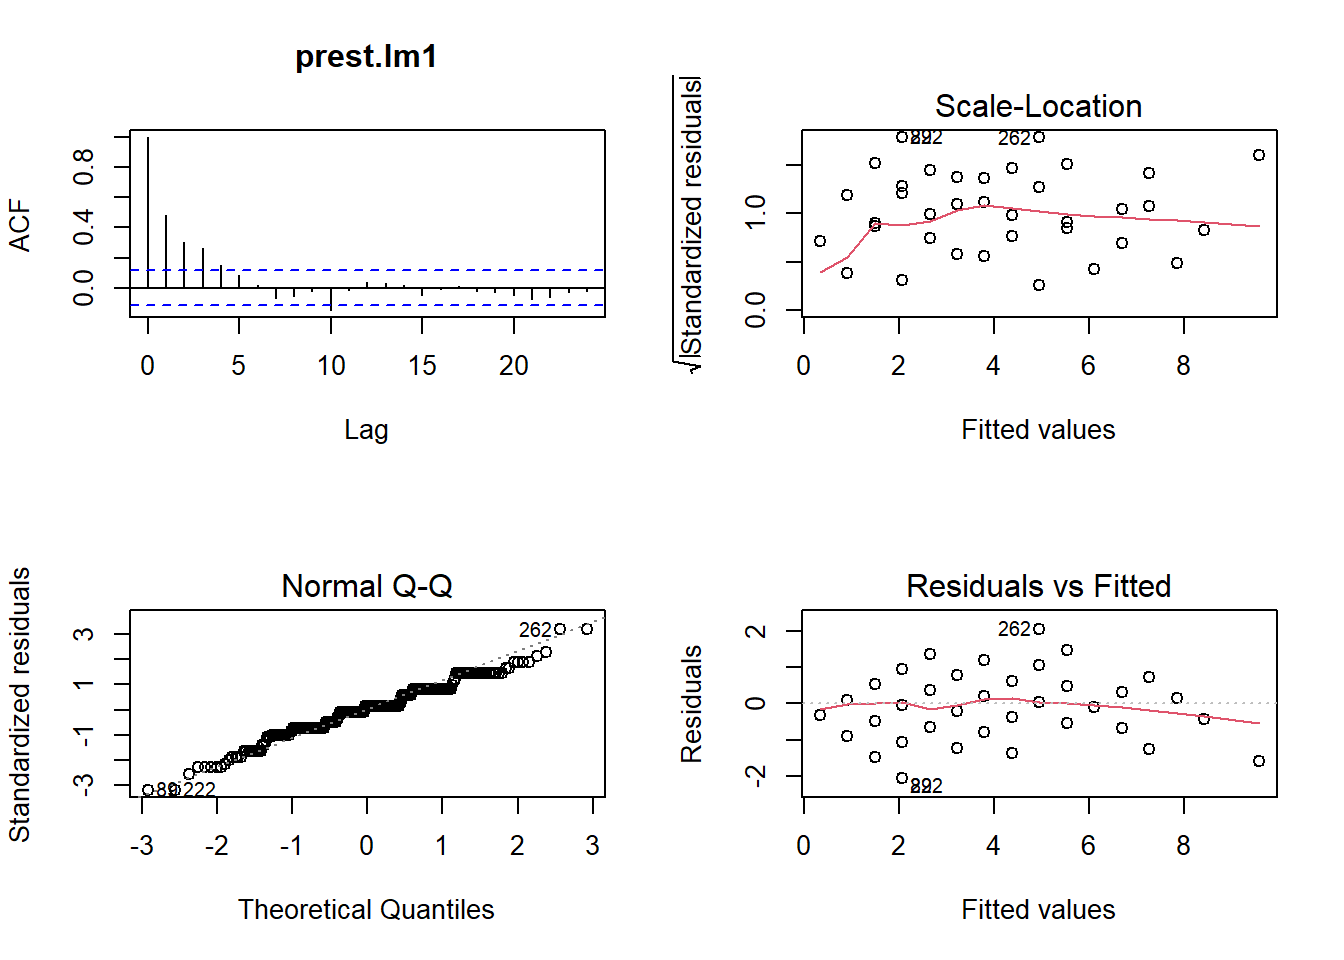 prest.lm1
ACF
0.0 0.4 0.8
0 5 10 15 20
Lag
Scale-Location
√|Standardized residuals|
0.0 1.0
262
0 2 4 6 8
Fitted values
Normal Q-Q
Standardized residuals
-3 -1 1 3
262
222
-3 -2 -1 0 1 2 3
Theoretical Quantiles
Residuals vs Fitted
Residuals
-2 0 2
262
0 2 4 6 8
Fitted values